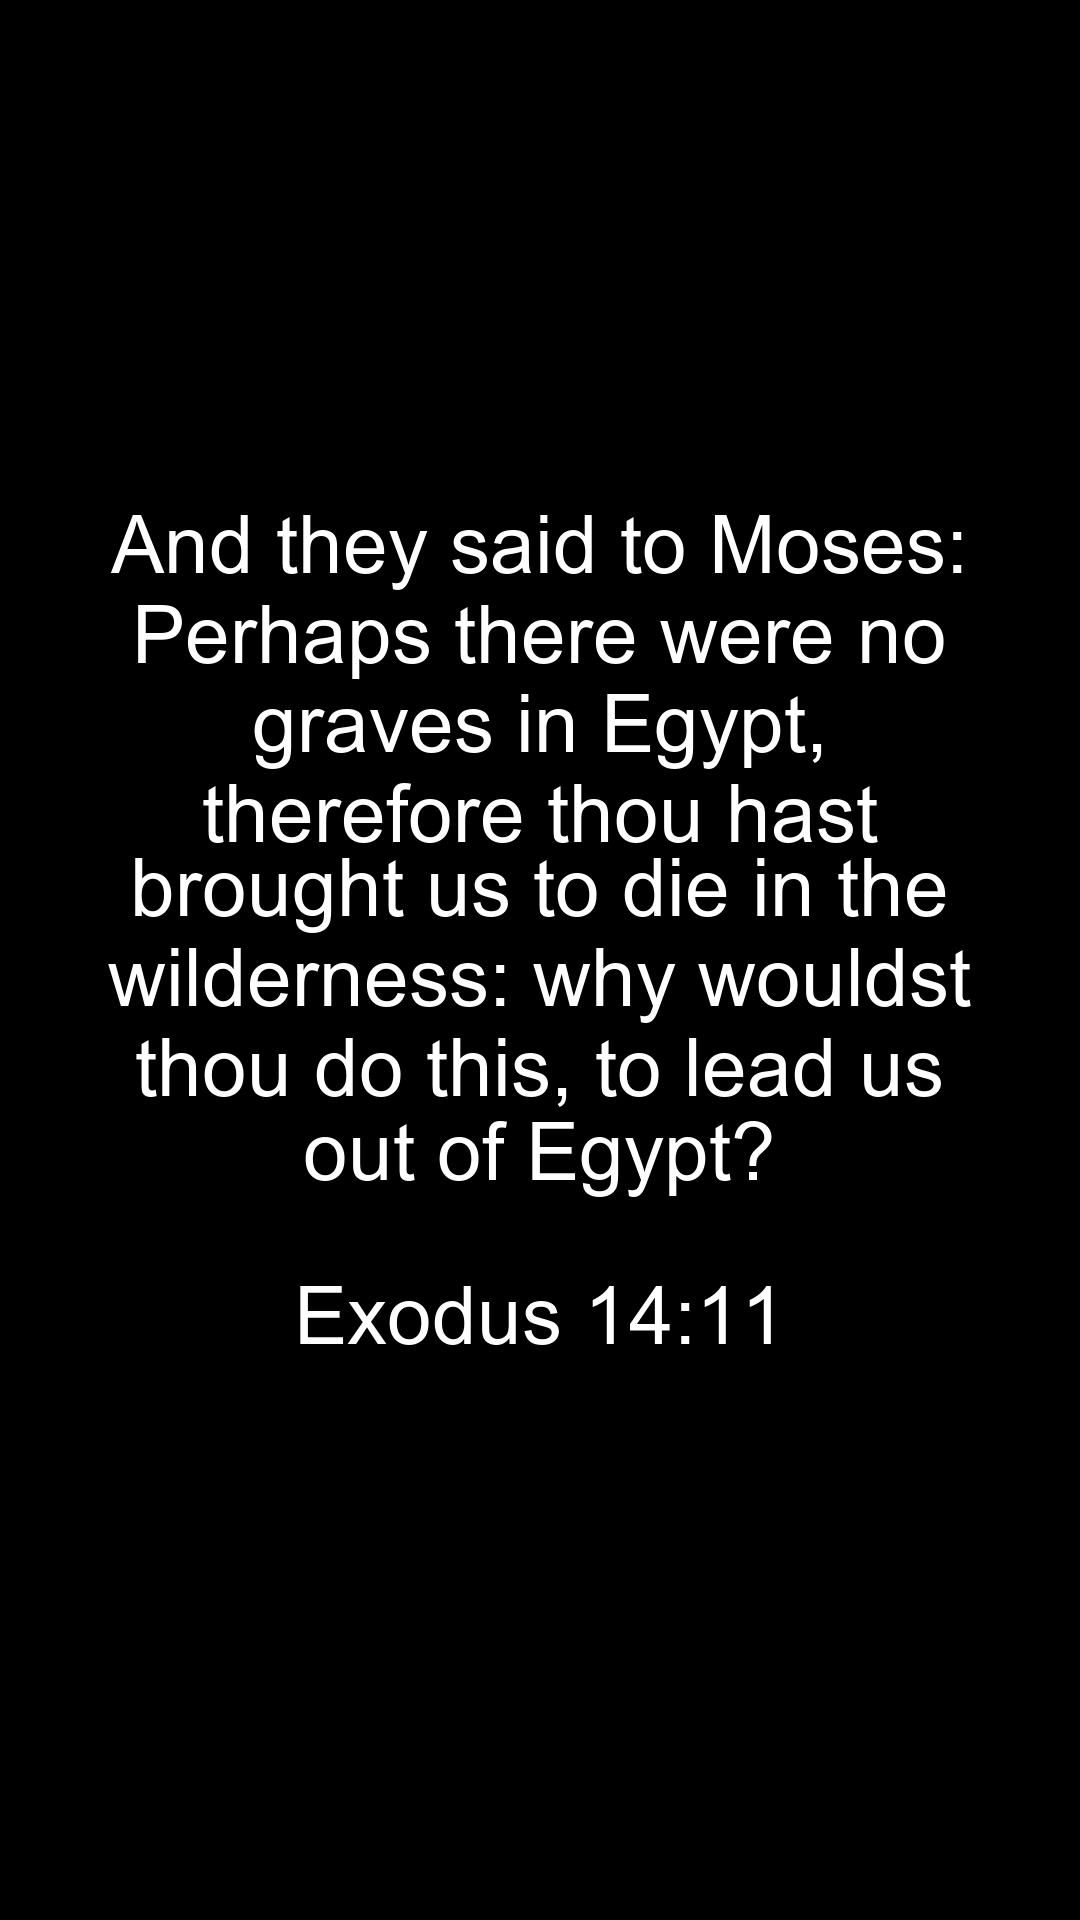 And they said to Moses:
Perhaps there were no
graves in Egypt,
therefore thou hast
brought us to die in the
wilderness: why wouldst
thou do this, to lead us
out of Egypt?
Exodus 14:11